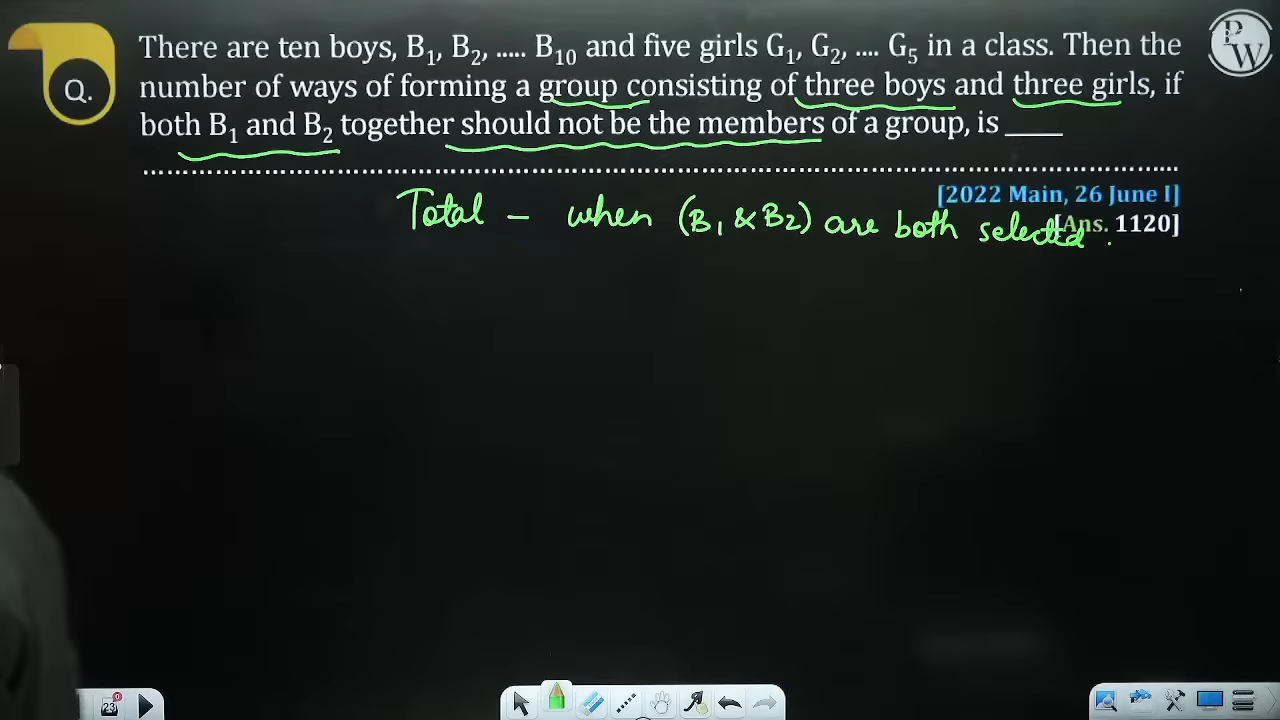 Q.
There are ten boys, B₁, B₂, ..... B₁₀ and five girls G₁, G₂, .... G₅ in a class. Then the
number of ways of forming a group consisting of three boys and three girls, if
both B₁ and B₂ together should not be the members of a group, is _____
[2022 Main, 26 June I]
[Ans. 1120]
Total – when (B₁ & B₂) are both selected.
PW
23
0